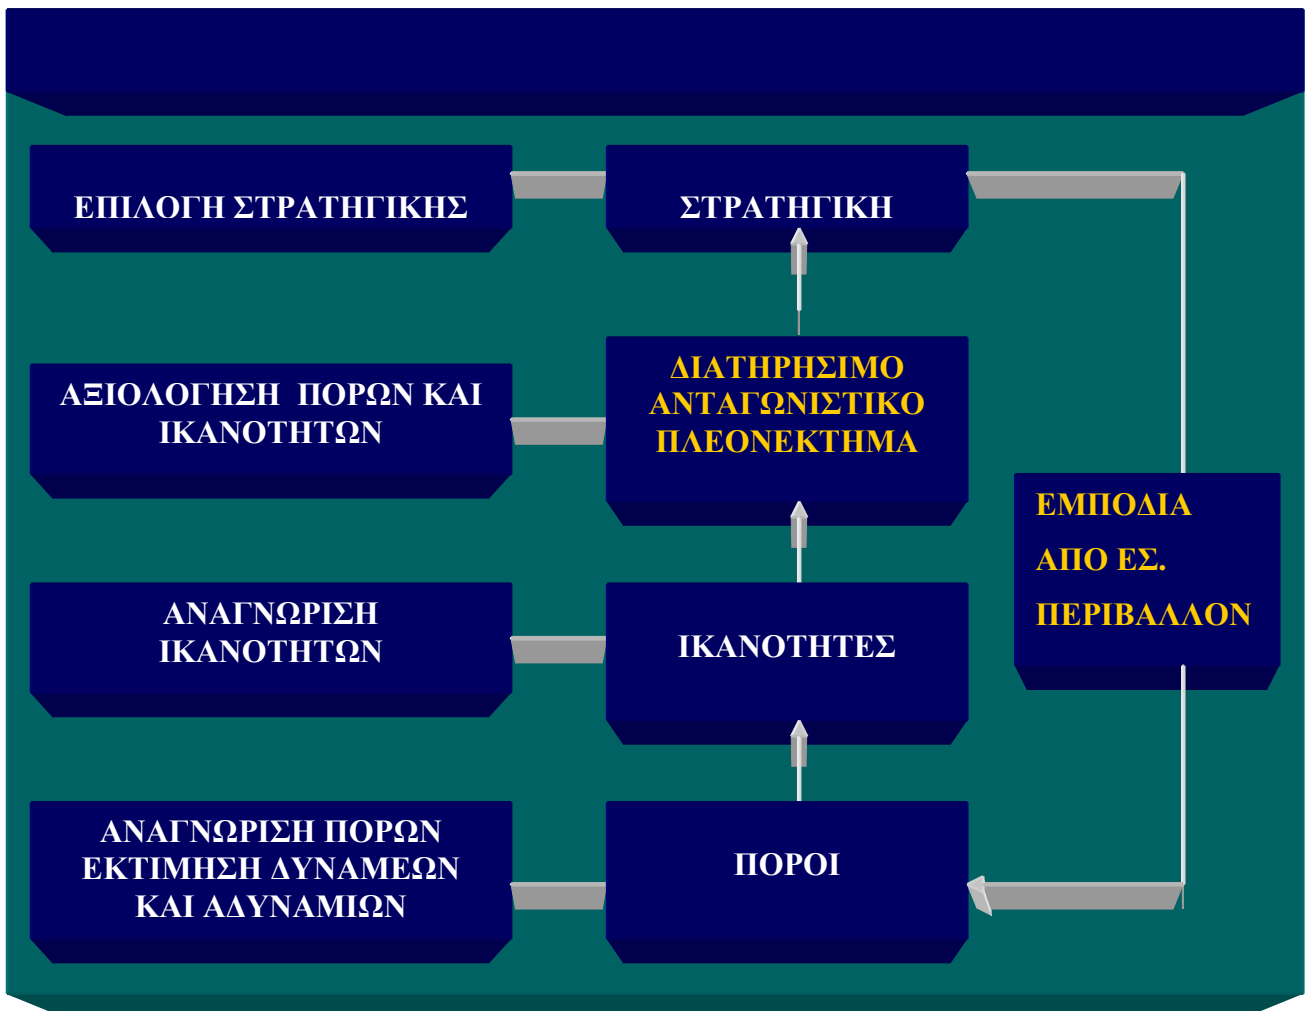 ΕΠΙΛΟΓΗ ΣΤΡΑΤΗΓΙΚΗΣ
ΣΤΡΑΤΗΓΙΚΗ
ΑΞΙΟΛΟΓΗΣΗ ΠΟΡΩΝ ΚΑΙ
ΙΚΑΝΟΤΗΤΩΝ
ΔΙΑΤΗΡΗΣΙΜΟ
ΑΝΤΑΓΩΝΙΣΤΙΚΟ
ΠΛΕΟΝΕΚΤΗΜΑ
ΕΜΠΟΔΙΑ
ΑΠΟ ΕΣ.
ΠΕΡΙΒΑΛΛΟΝ
ΑΝΑΓΝΩΡΙΣΗ
ΙΚΑΝΟΤΗΤΩΝ
ΙΚΑΝΟΤΗΤΕΣ
ΑΝΑΓΝΩΡΙΣΗ ΠΟΡΩΝ
ΕΚΤΙΜΗΣΗ ΔΥΝΑΜΕΩΝ
ΚΑΙ ΑΔΥΝΑΜΙΩΝ
ΠΟΡΟΙ